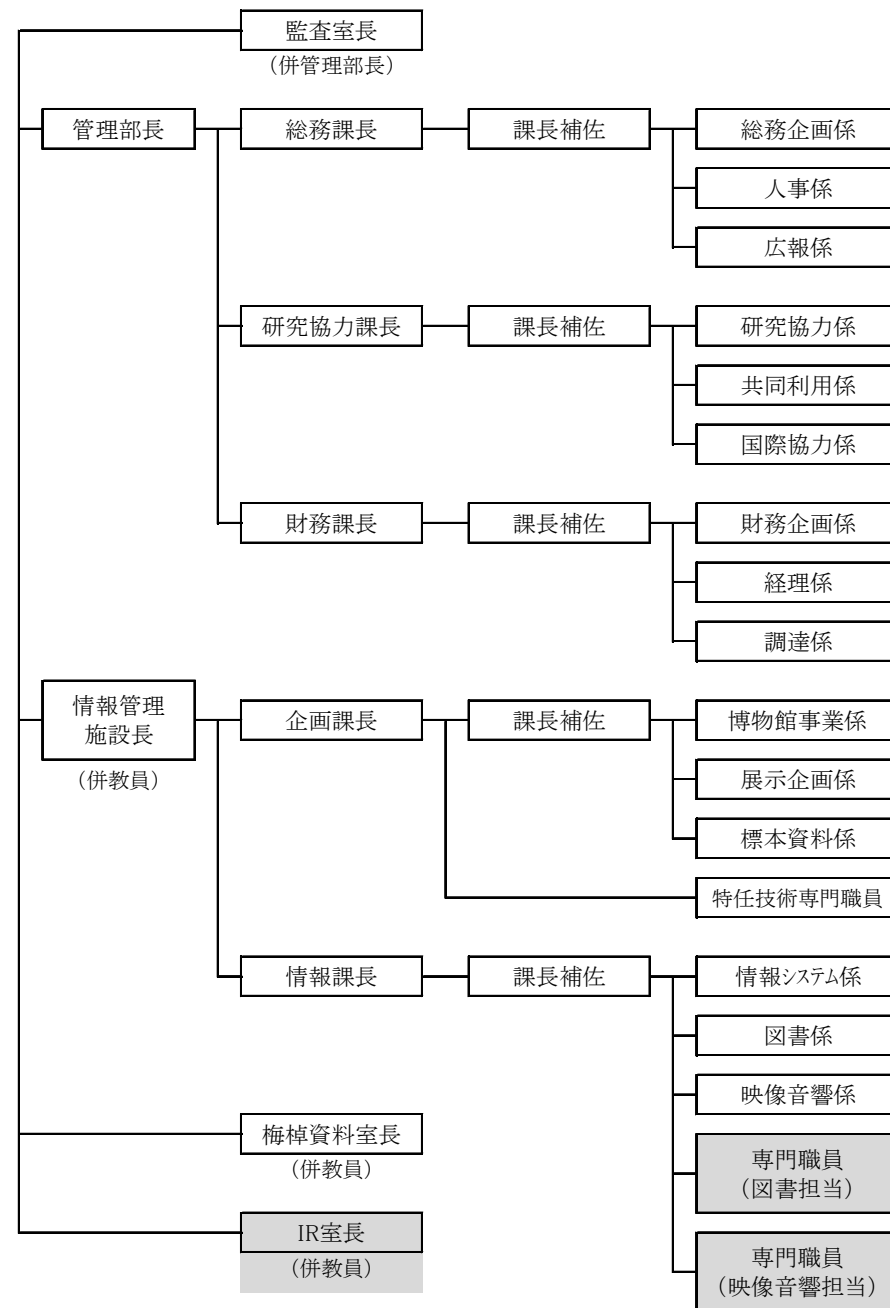 監査室長
（併管理部長）
管理部長
総務課長
課長補佐
総務企画係
人事係
広報係
研究協力課長
課長補佐
研究協力係
共同利用係
国際協力係
財務課長
課長補佐
財務企画係
経理係
調達係
情報管理
施設長
（併教員）
企画課長
課長補佐
博物館事業係
展示企画係
標本資料係
特任技術専門職員
情報課長
課長補佐
情報システム係
図書係
映像音響係
専門職員
（図書担当）
専門職員
（映像音響担当）
梅棹資料室長
（併教員）
IR室長
（併教員）